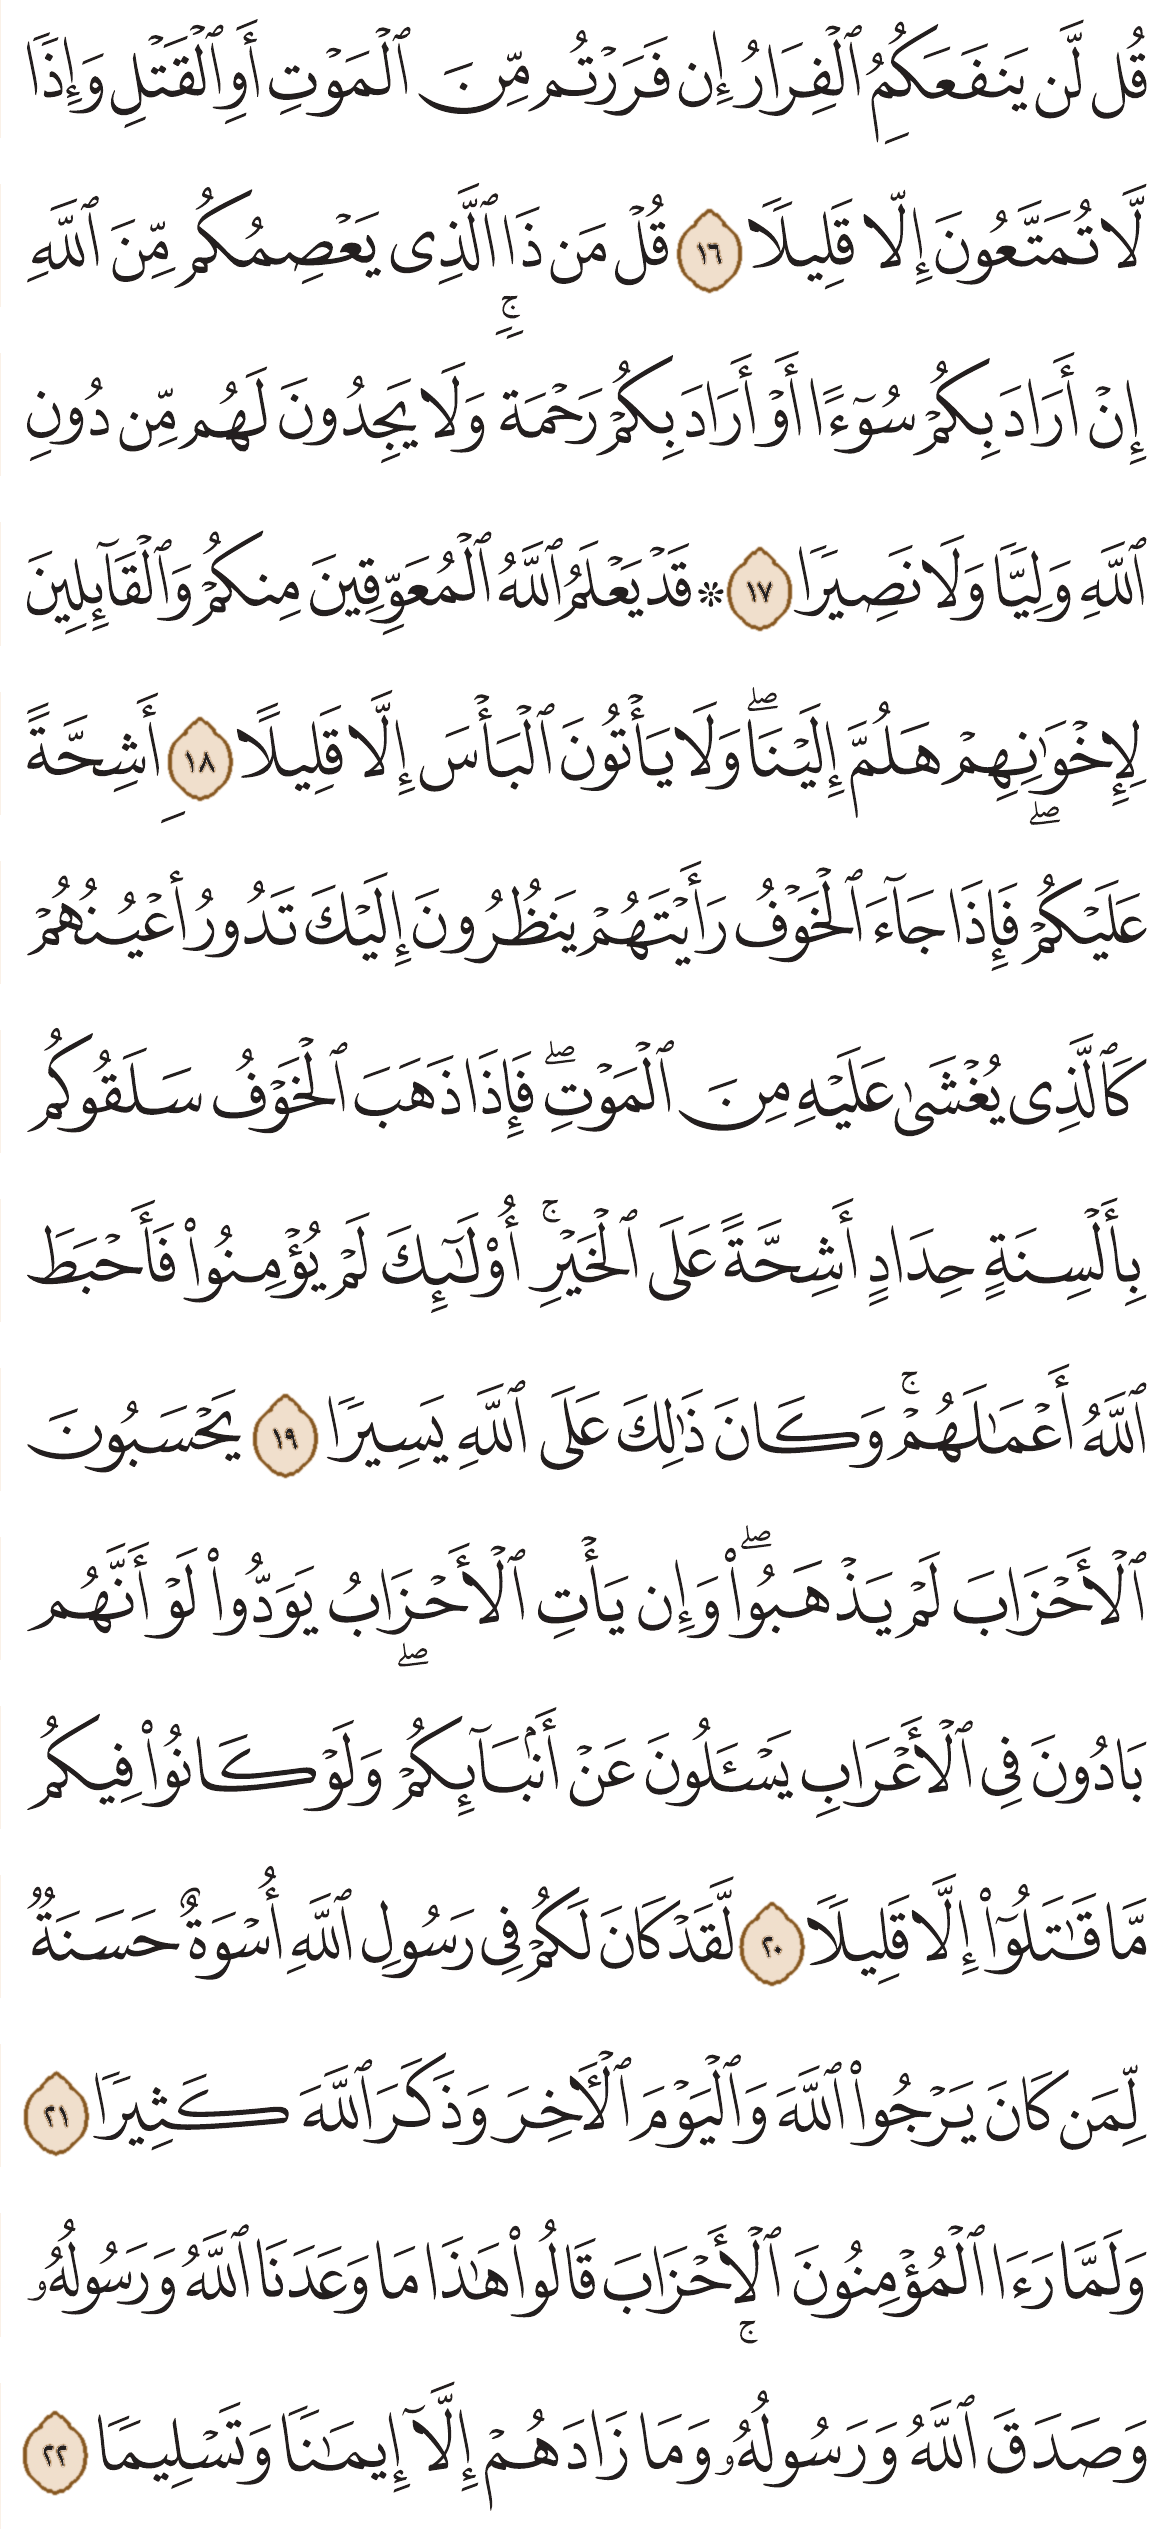 قُل لَّن يَنفَعَكُمُ ٱلْفِرَارُ إِن فَرَرْتُم مِّنَ ٱلْمَوْتِ أَوِ ٱلْقَتْلِ وَإِذًا
لَّا تُمَتَّعُونَ إِلَّا قَلِيلًا ١٦ قُلْ مَن ذَا ٱلَّذِى يَعْصِمُكُم مِّنَ ٱللَّهِ
إِنْ أَرَادَ بِكُمْ سُوٓءًا أَوْ أَرَادَ بِكُمْ رَحْمَة وَلَا يَجِدُونَ لَهُم مِّن دُونِ
ٱللَّهِ وَلِيًّا وَلَا نَصِيرًا ١٧ ۞ قَدْ يَعْلَمُ ٱللَّهُ ٱلْمُعَوِّقِينَ مِنكُمْ وَٱلْقَآئِلِينَ
لِإِخْوَٰنِهِمْ هَلُمَّ إِلَيْنَا ۖ وَلَا يَأْتُونَ ٱلْبَأْسَ إِلَّا قَلِيلًا ١٨ أَشِحَّةً
عَلَيْكُمْ ۖ فَإِذَا جَآءَ ٱلْخَوْفُ رَأَيْتَهُمْ يَنظُرُونَ إِلَيْكَ تَدُورُ أَعْيُنُهُمْ
كَٱلَّذِى يُغْشَىٰ عَلَيْهِ مِنَ ٱلْمَوْتِ ۖ فَإِذَا ذَهَبَ ٱلْخَوْفُ سَلَقُوكُم
بِأَلْسِنَةٍ حِدَادٍ أَشِحَّةً عَلَى ٱلْخَيْرِ ۚ أُو۟لَٰٓئِكَ لَمْ يُؤْمِنُوا۟ فَأَحْبَطَ
ٱللَّهُ أَعْمَٰلَهُمْ ۚ وَكَانَ ذَٰلِكَ عَلَى ٱللَّهِ يَسِيرًا ١٩ يَحْسَبُونَ
ٱلْأَحْزَابَ لَمْ يَذْهَبُوا۟ ۖ وَإِن يَأْتِ ٱلْأَحْزَابُ يَوَدُّوا۟ لَوْ أَنَّهُم
بَادُونَ فِى ٱلْأَعْرَابِ يَسْـَٔلُونَ عَنْ أَنۢبَآئِكُمْ ۖ وَلَوْ كَانُوا۟ فِيكُم
مَّا قَٰتَلُوٓا۟ إِلَّا قَلِيلًا ٢٠ لَّقَدْ كَانَ لَكُمْ فِى رَسُولِ ٱللَّهِ أُسْوَةٌ حَسَنَةٌ
لِّمَن كَانَ يَرْجُوا۟ ٱللَّهَ وَٱلْيَوْمَ ٱلْـَٔاخِرَ وَذَكَرَ ٱللَّهَ كَثِيرًا ٢١
وَلَمَّا رَءَا ٱلْمُؤْمِنُونَ ٱلْأَحْزَابَ قَالُوا۟ هَٰذَا مَا وَعَدَنَا ٱللَّهُ وَرَسُولُهُۥ
وَصَدَقَ ٱللَّهُ وَرَسُولُهُۥ ۚ وَمَا زَادَهُمْ إِلَّآ إِيمَٰنًا وَتَسْلِيمًا ٢٢